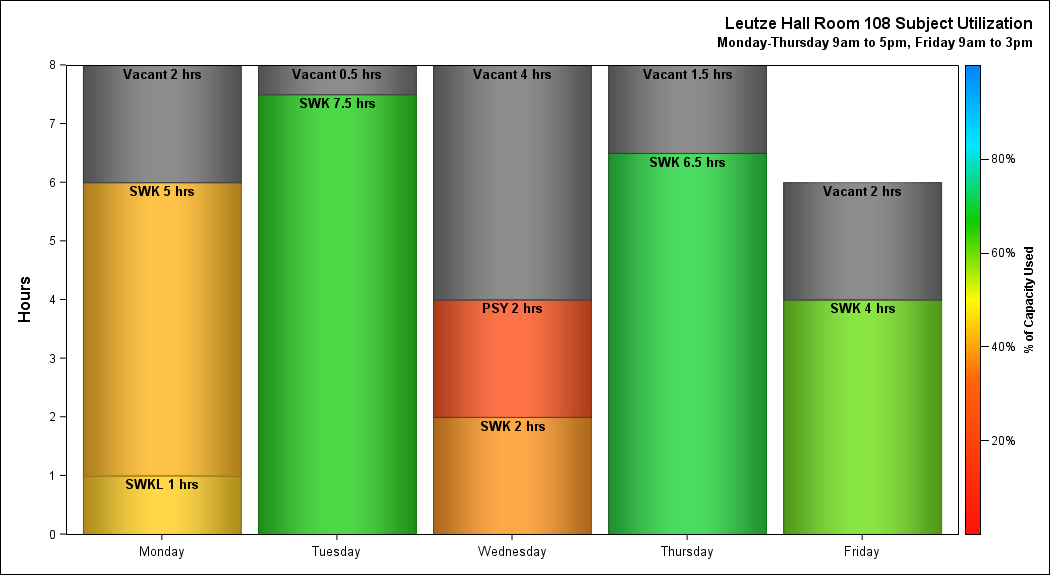 Leutze Hall Room 108 Subject Utilization
Monday-Thursday 9am to 5pm, Friday 9am to 3pm
Hours
8
7
6
5
4
3
2
1
0
Vacant 2 hrs
SWK 5 hrs
SWKL 1 hrs
Vacant 0.5 hrs
SWK 7.5 hrs
Vacant 4 hrs
PSY 2 hrs
SWK 2 hrs
Vacant 1.5 hrs
SWK 6.5 hrs
Vacant 2 hrs
SWK 4 hrs
Monday
Tuesday
Wednesday
Thursday
Friday
80%
60%
40%
20%
% of Capacity Used